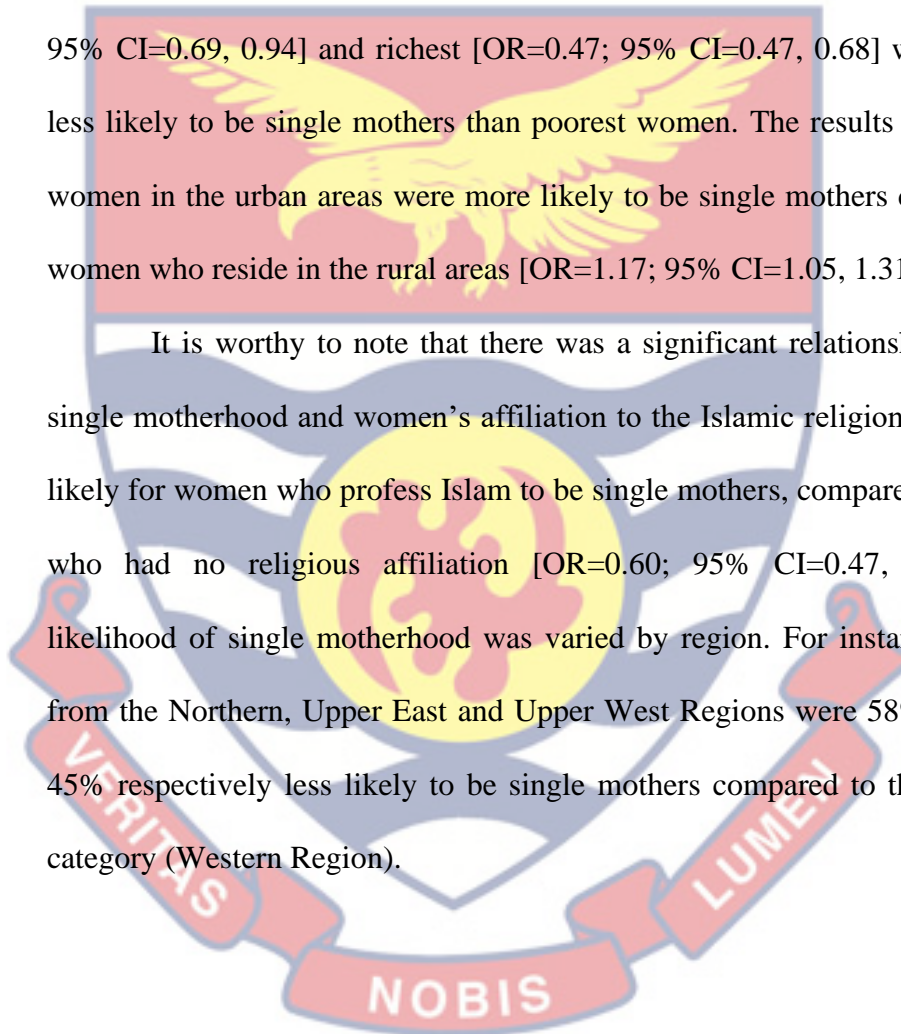 95% CI=0.69, 0.94] and richest [OR=0.47; 95% CI=0.47, 0.68] w
less likely to be single mothers than poorest women. The results
women in the urban areas were more likely to be single mothers
women who reside in the rural areas [OR=1.17; 95% CI=1.05, 1.31
It is worthy to note that there was a significant
single motherhood and women’s affiliation to the Islamic religion
likely for women who profess Islam to be single mothers,
who had no religious affiliation [OR=0.60; 95% CI=0.47,
likelihood of single motherhood was varied by region. For
from the Northern, Upper East and Upper West Regions were
45% respectively less likely to be single mothers compared to
category (Western Region).
VERITAS
NOBIS
LUMEN